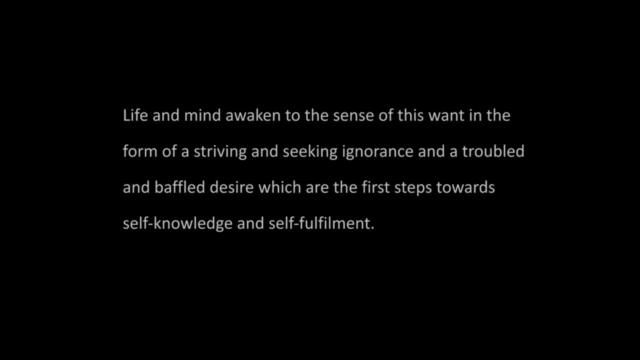 Life and mind awaken to the sense of this want in the
form of a striving and seeking ignorance and a troubled
and baffled desire which are the first steps towards
self-knowledge and self-fulfilment.